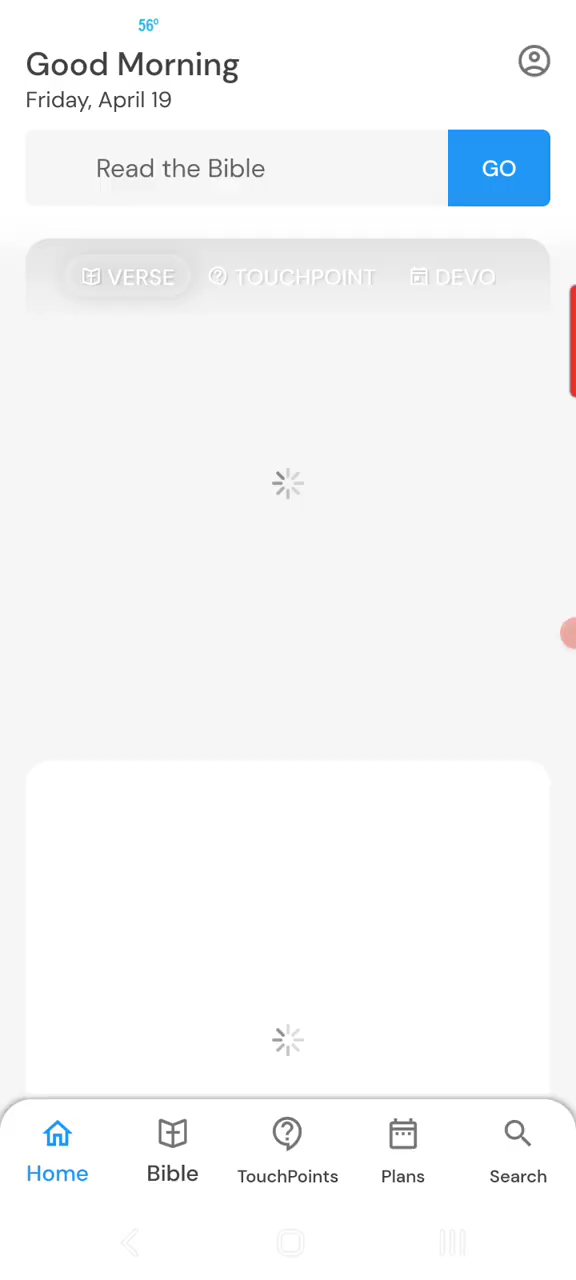 56°
Good Morning
Friday, April 19
Read the Bible
GO
VERSE TOUCHPOINT DEVO
Home Bible TouchPoints Plans Search